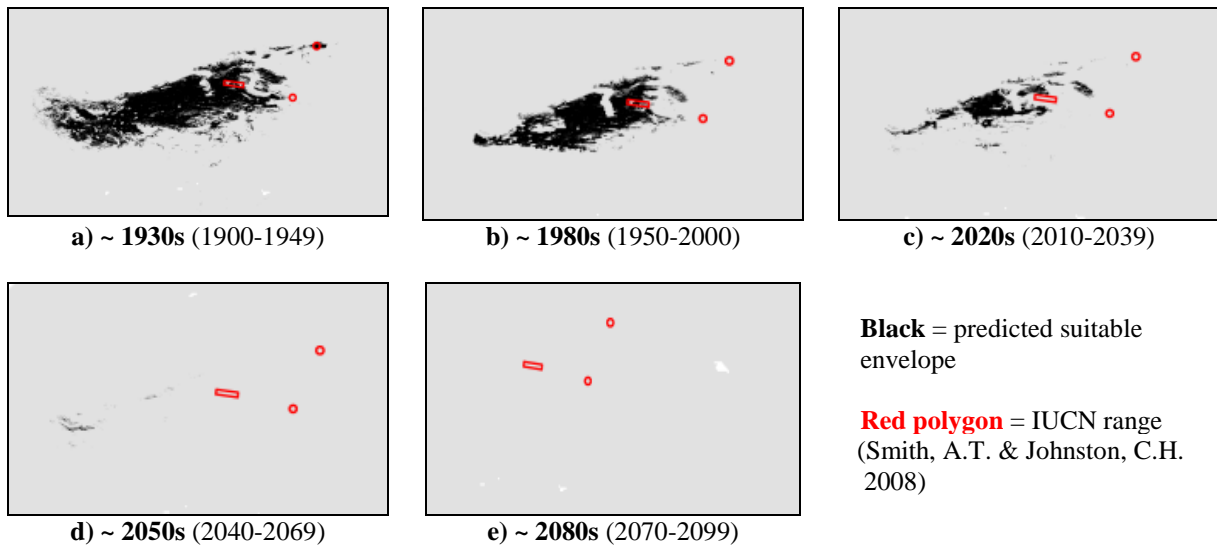 a) ~ 1930s (1900-1949)
b) ~ 1980s (1950-2000)
c) ~ 2020s (2010-2039)
d) ~ 2050s (2040-2069)
e) ~ 2080s (2070-2099)
Black = predicted suitable
envelope
Red polygon = IUCN range
(Smith, A.T. & Johnston, C.H.
2008)